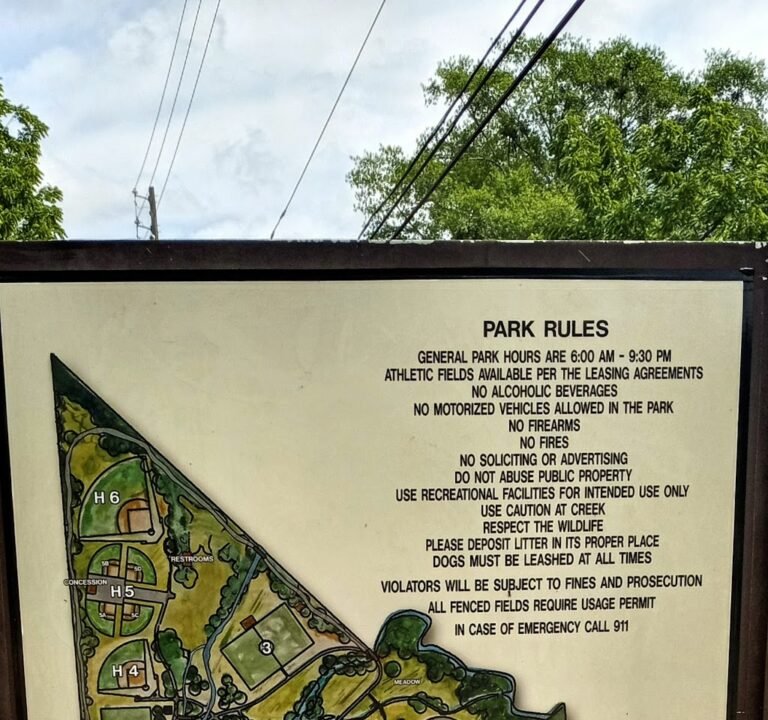 PARK RULES
GENERAL PARK HOURS ARE 6:00 AM - 9:30 PM
ATHLETIC FIELDS AVAILABLE PER THE LEASING AGREEMENTS
NO ALCOHOLIC BEVERAGES
NO MOTORIZED VEHICLES ALLOWED IN THE PARK
NO FIREARMS
NO FIRES
NO SOLICITING OR ADVERTISING
DO NOT ABUSE PUBLIC PROPERTY
USE RECREATIONAL FACILITIES FOR INTENDED USE ONLY
USE CAUTION AT CREEK
RESPECT THE WILDLIFE
PLEASE DEPOSIT LITTER IN ITS PROPER PLACE
DOGS MUST BE LEASHED AT ALL TIMES
VIOLATORS WILL BE SUBJECT TO FINES AND PROSECUTION
ALL FENCED FIELDS REQUIRE USAGE PERMIT
IN CASE OF EMERGENCY CALL 911
H 6
RESTROOMS
CONCESSION
H 5
3
H 4
MEADOW